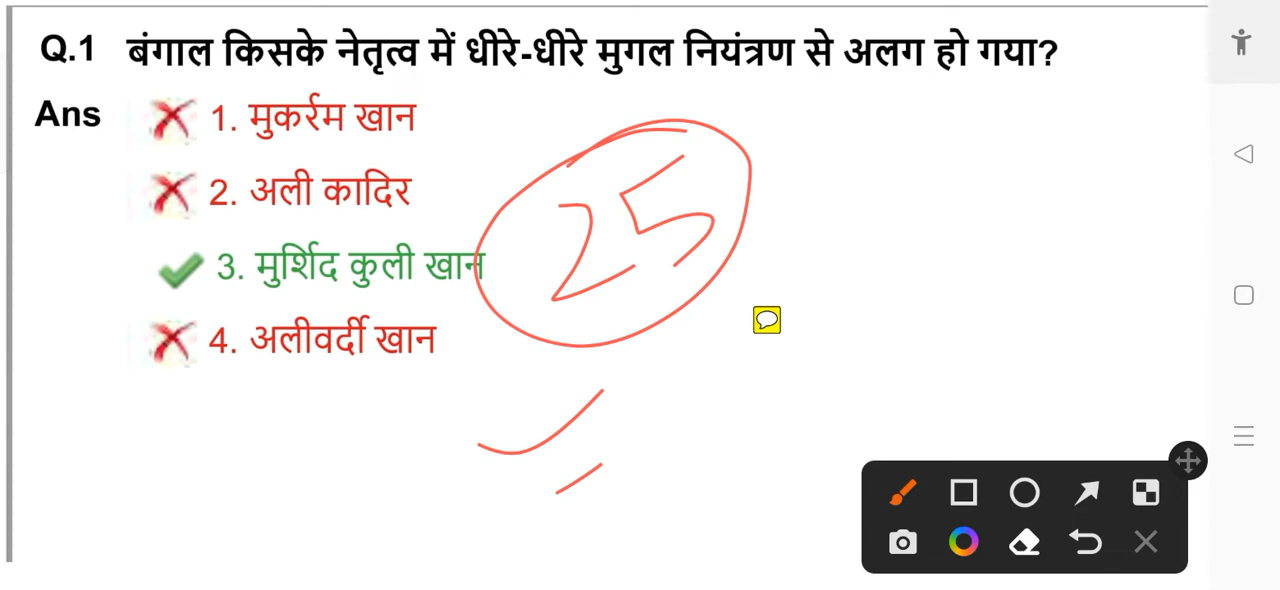 Q.1 बंगाल किसके नेतृत्व में धीरे-धीरे मुगल नियंत्रण से अलग हो गया?
Ans 1. मुकर्रम खान
2. अली कादिर
3. मुर्शिद कुली खान
4. अलीवर्दी खान
25